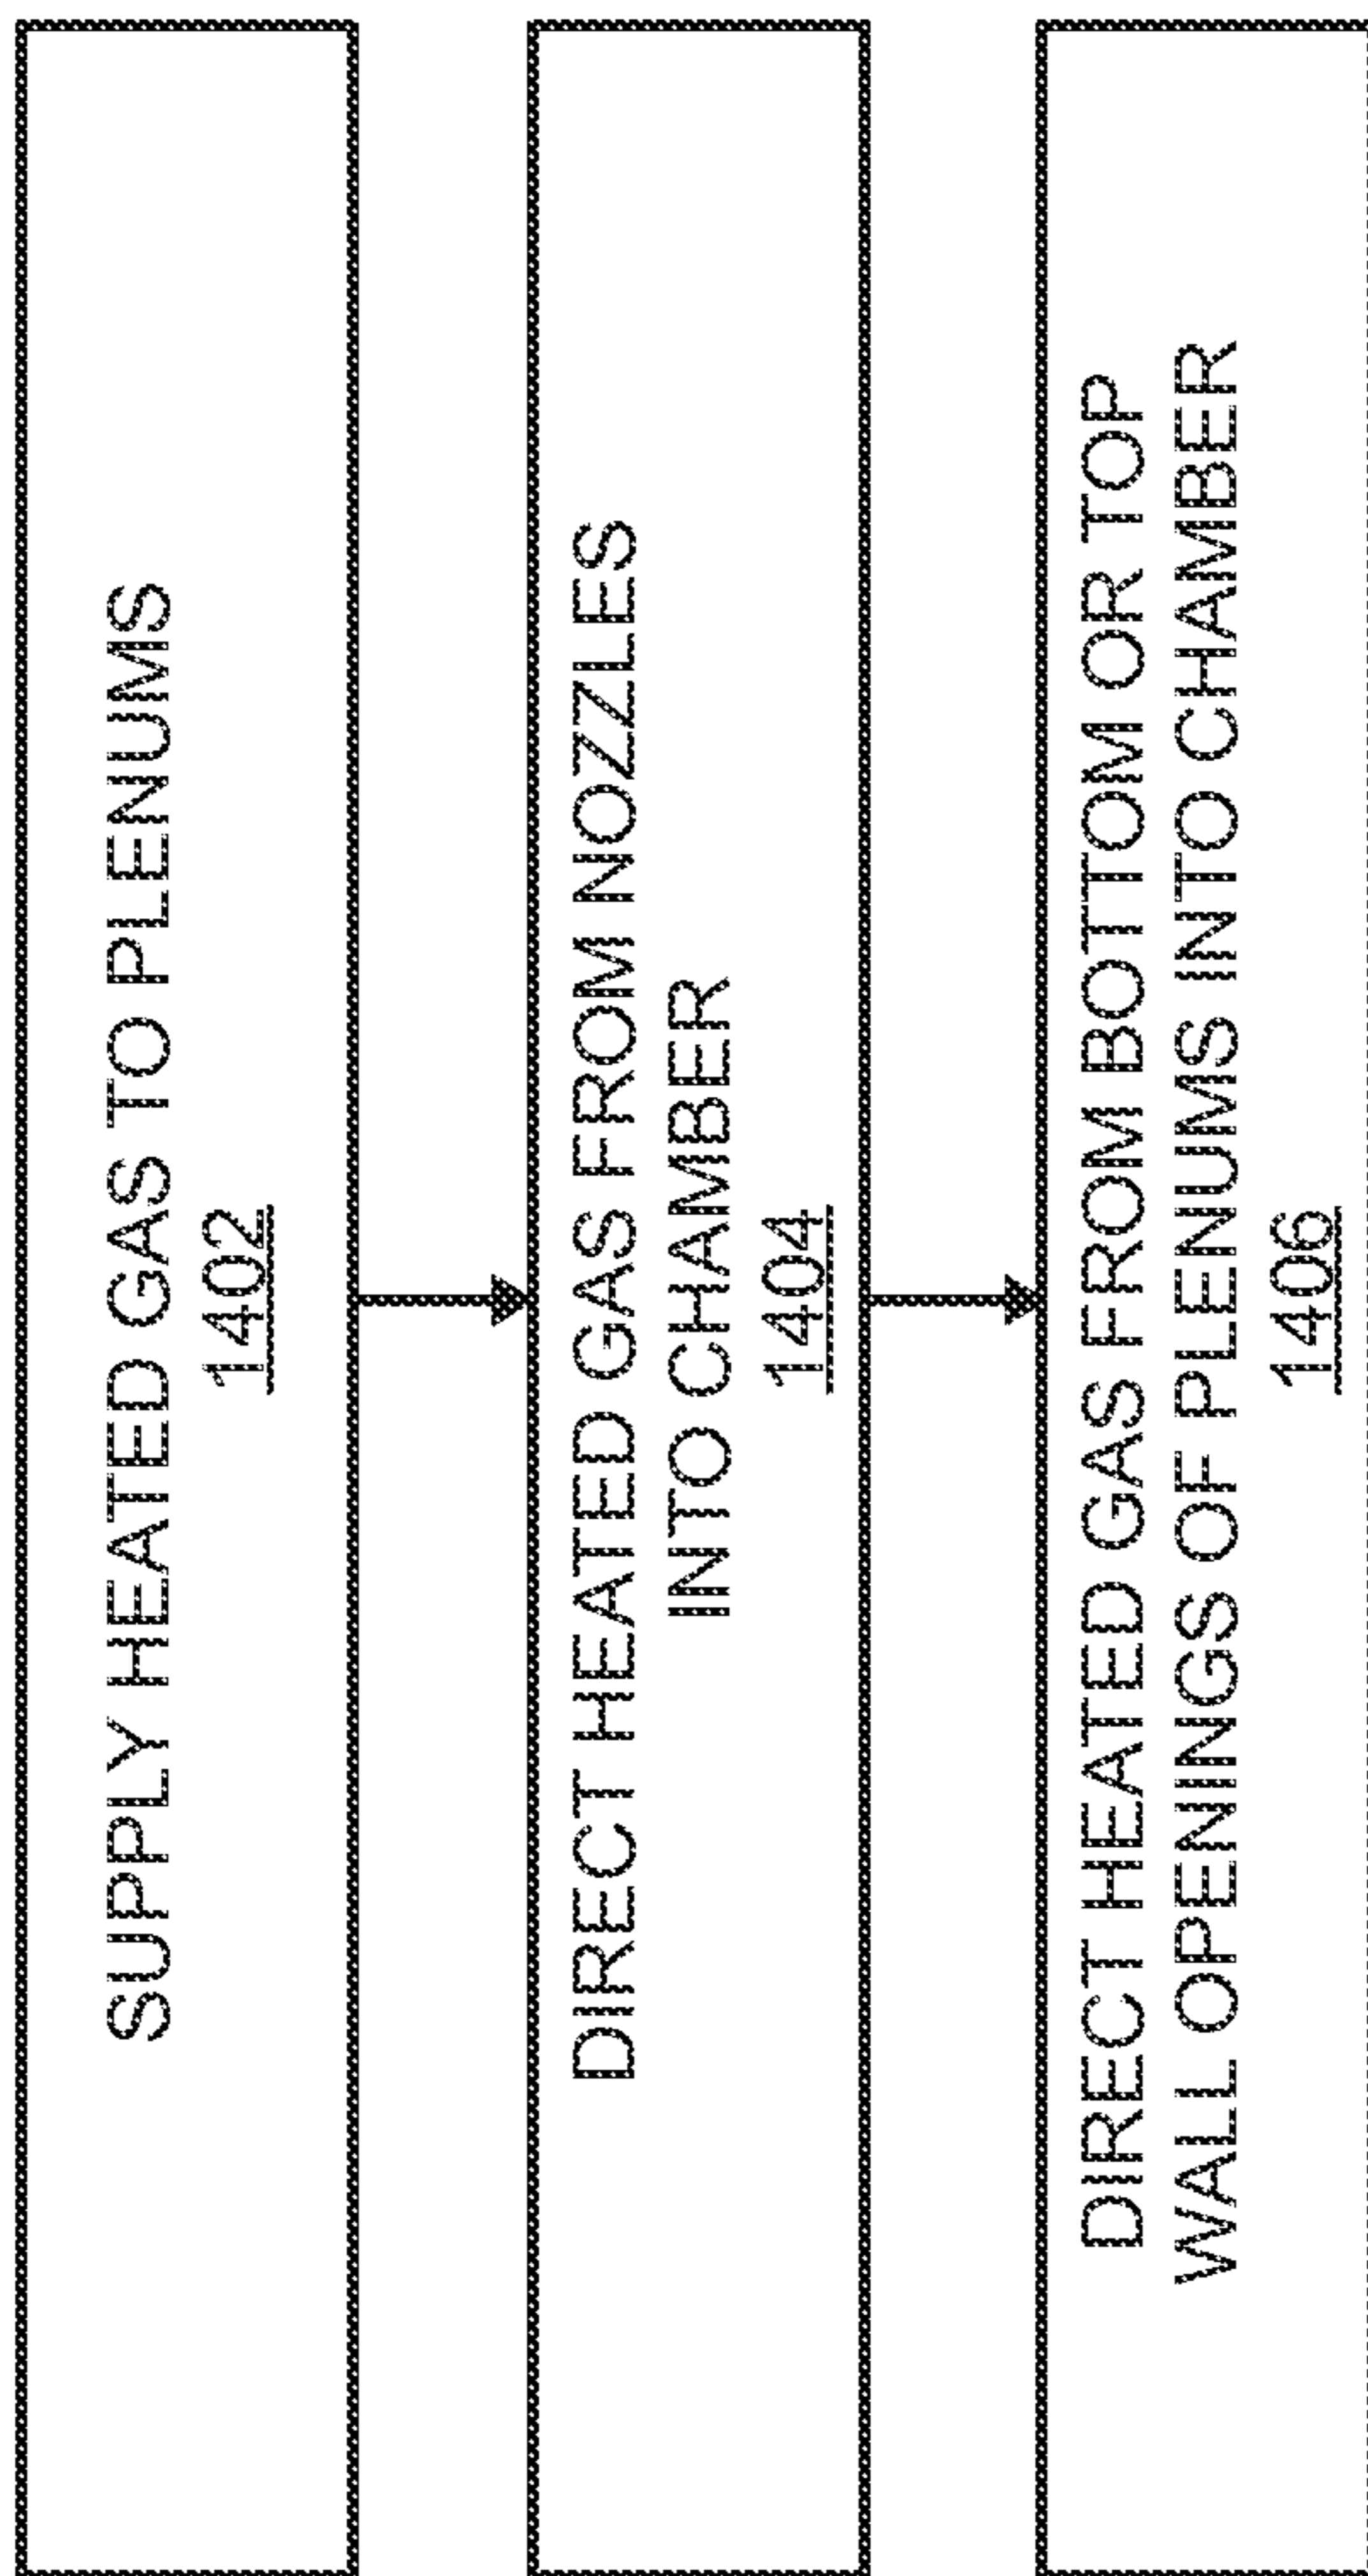 SUPPLY HEATED GAS TO PLENUMS
1402
DIRECT HEATED GAS FROM NOZZLES
INTO CHAMBER
1404
DIRECT HEATED GAS FROM BOTTOM OR TOP
WALL OPENINGS OF PLENUMS INTO CHAMBER
1406